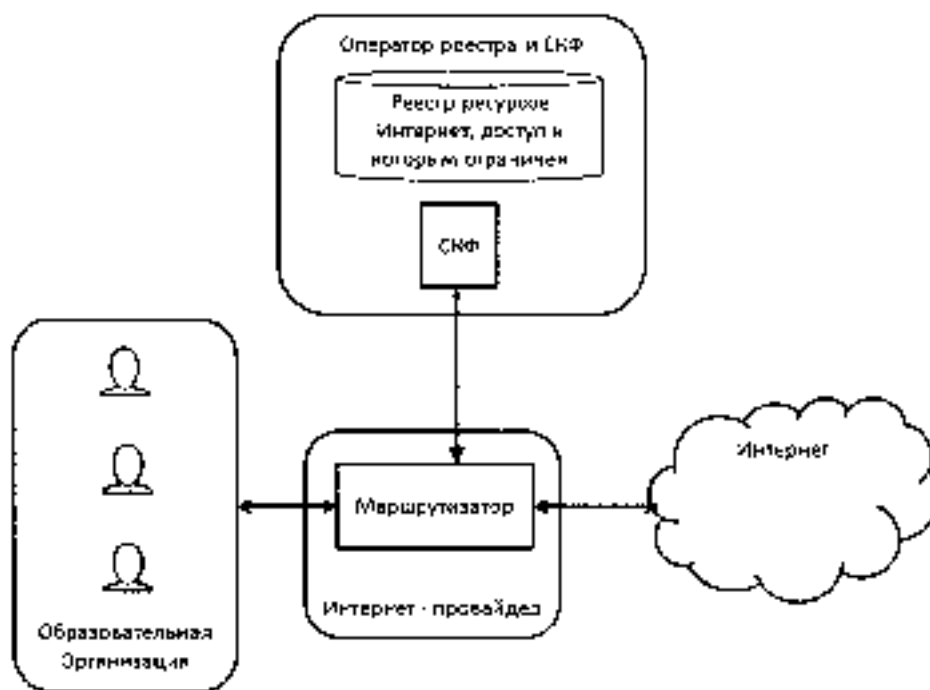 Оператор реестра и СКФ
Реестр ресурсов
Интернет, доступ к
которым ограничен
СКФ
Интернет
Маршрутизатор
Интернет - провайдер
Образовательная
Организация